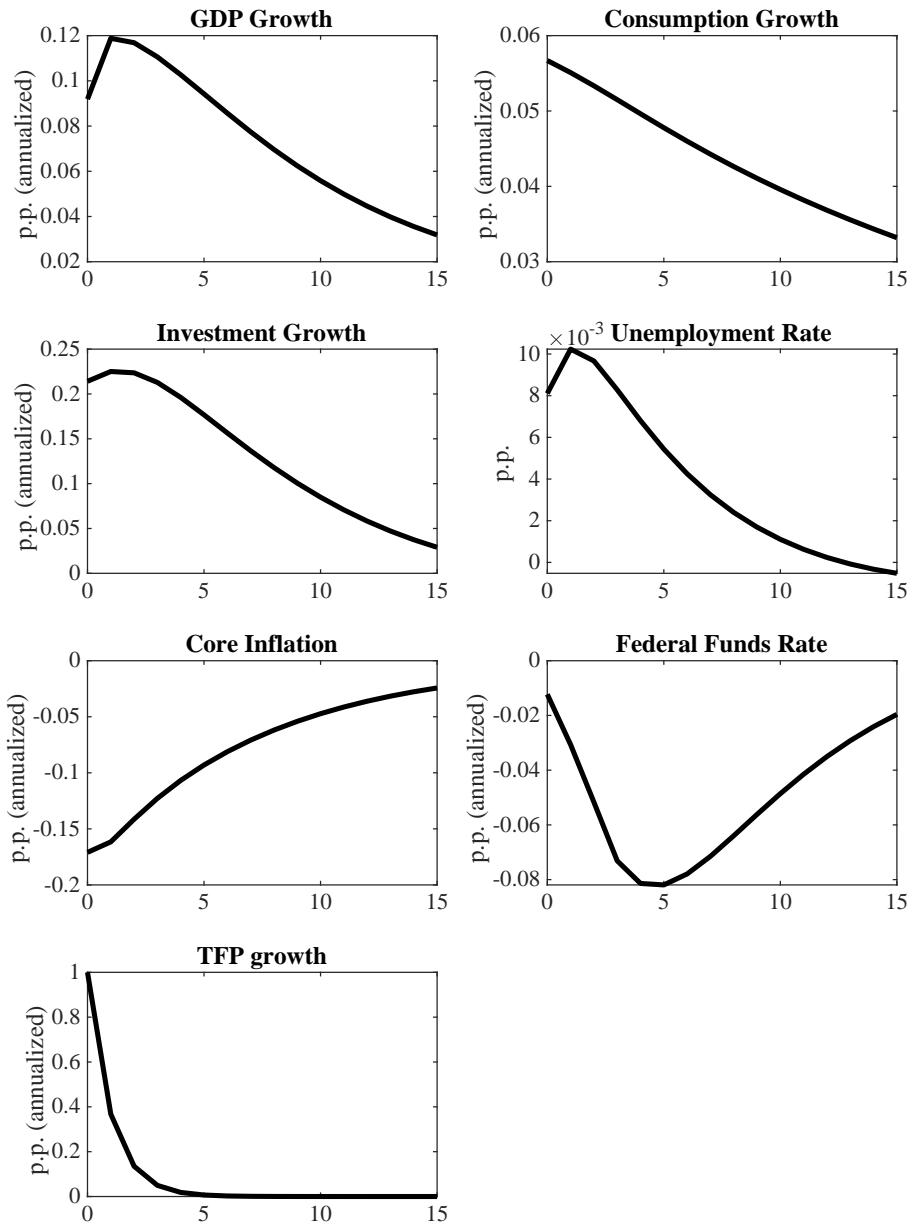 GDP Growth
p.p. (annualized)
0.12
0.1
0.08
0.06
0.04
0.02
0 5 10 15
Consumption Growth
p.p. (annualized)
0.06
0.05
0.04
0.03
0 5 10 15
Investment Growth
p.p. (annualized)
0.25
0.2
0.15
0.1
0.05
0
0 5 10 15
×10⁻³ Unemployment Rate
p.p.
10
8
6
4
2
0
0 5 10 15
Core Inflation
p.p. (annualized)
0
-0.05
-0.1
-0.15
-0.2
0 5 10 15
Federal Funds Rate
p.p. (annualized)
0
-0.02
-0.04
-0.06
-0.08
0 5 10 15
TFP growth
p.p. (annualized)
1
0.8
0.6
0.4
0.2
0
0 5 10 15